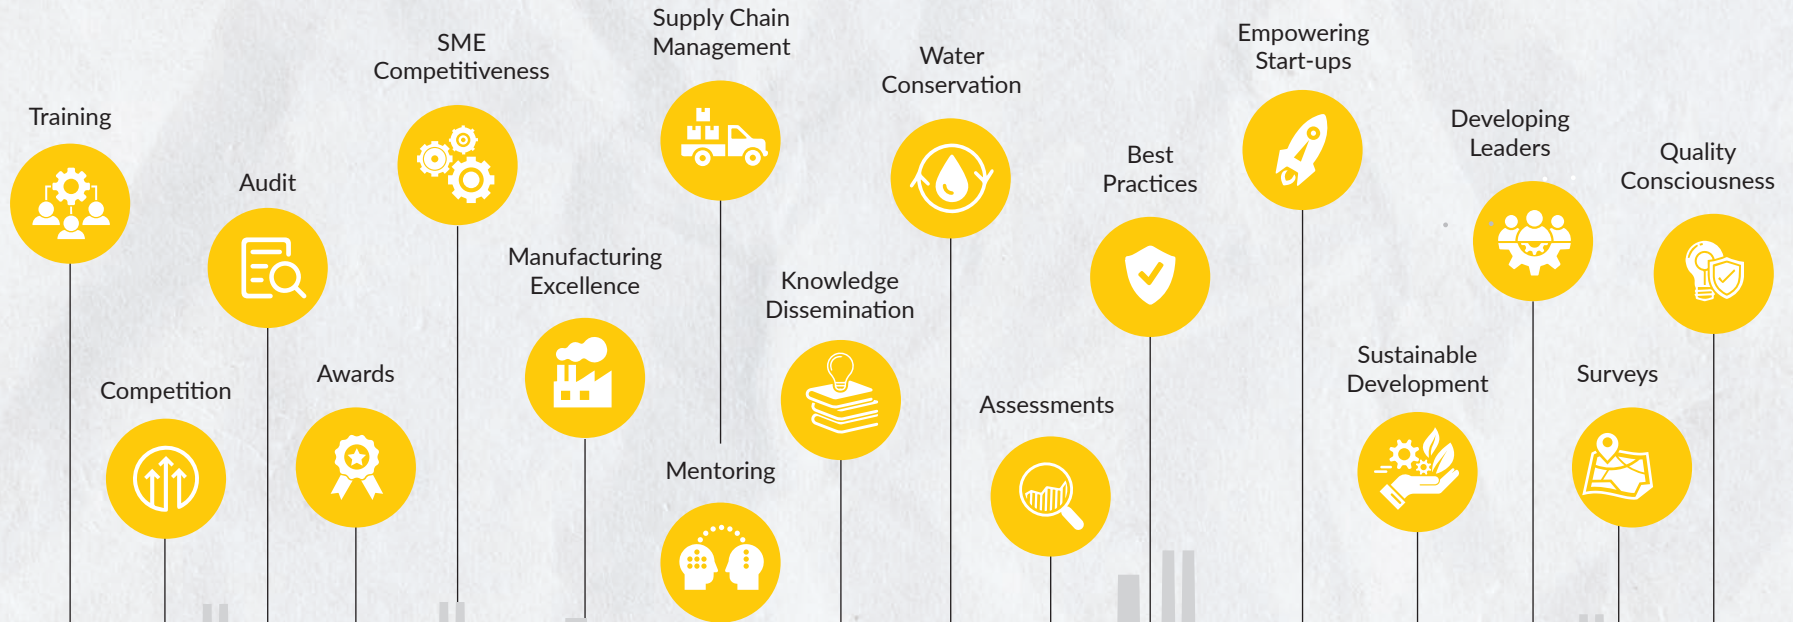 Training
Competition
Audit
Awards
SME
Competitiveness
Manufacturing
Excellence
Supply Chain
Management
Mentoring
Knowledge
Dissemination
Water
Conservation
Assessments
Best
Practices
Empowering
Start-ups
Sustainable
Development
Developing
Leaders
Surveys
Quality
Consciousness